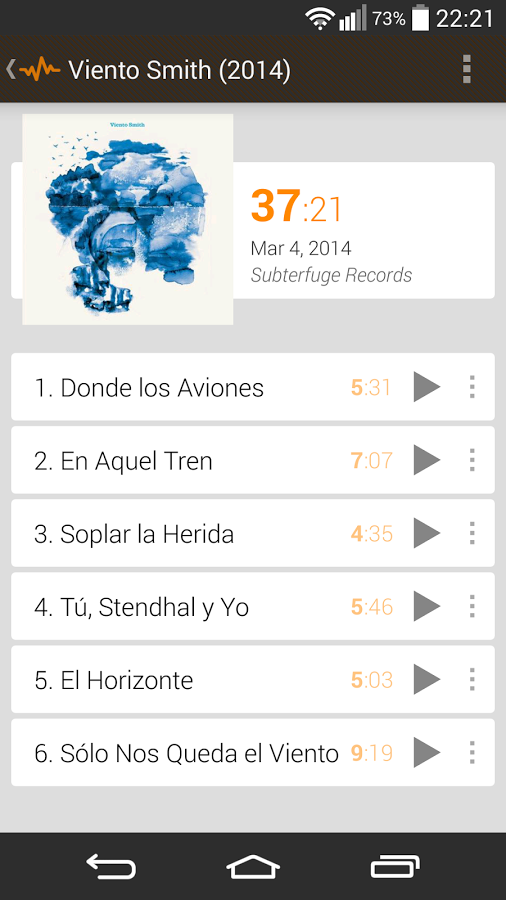 73% 22:21
Viento Smith (2014)
Viento Smith
37:21
Mar 4, 2014
Subterfuge Records
1. Donde los Aviones 5:31
2. En Aquel Tren 7:07
3. Soplar la Herida 4:35
4. Tú, Stendhal y Yo 5:46
5. El Horizonte 5:03
6. Sólo Nos Queda el Viento 9:19